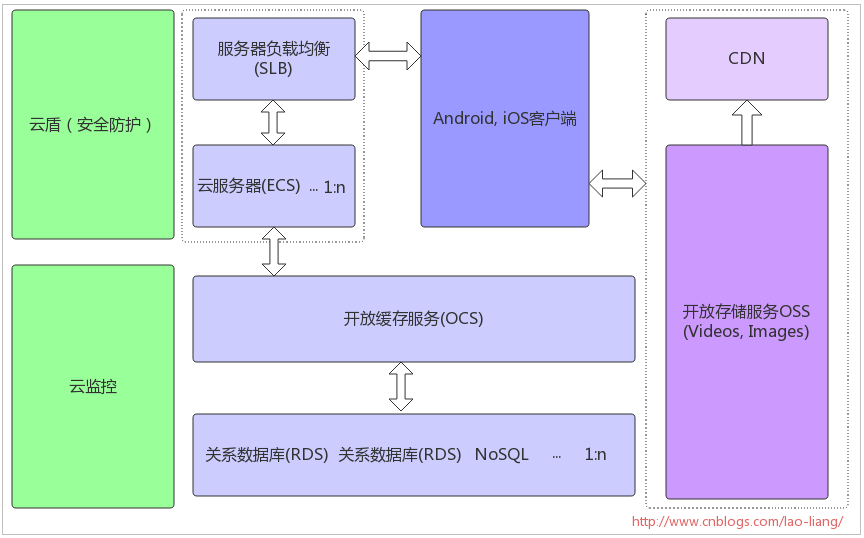 云盾（安全防护）
服务器负载均衡
(SLB)
云服务器(ECS) ... 1:n
Android, iOS客户端
CDN
开放存储服务OSS
(Videos, Images)
云监控
开放缓存服务(OCS)
关系数据库(RDS) 关系数据库(RDS) NoSQL ... 1:n
http://www.cnblogs.com/lao-liang/